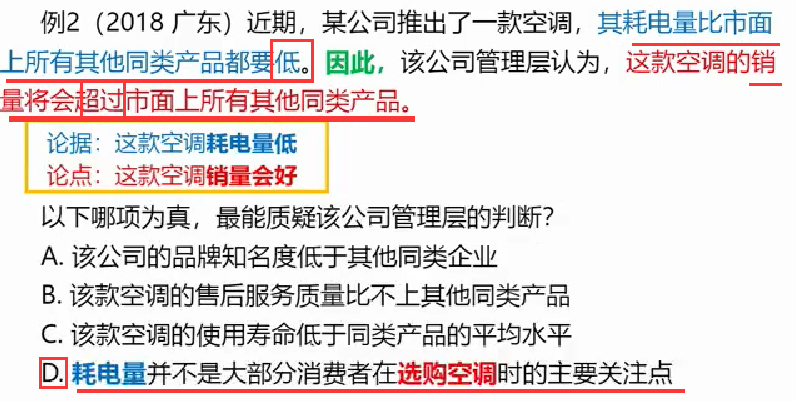 例2（2018 广东）近期，某公司推出了一款空调，其耗电量比市面
上所有其他同类产品都要低。因此，该公司管理层认为，这款空调的销
量将会超过市面上所有其他同类产品。
论据：这款空调耗电量低
论点：这款空调销量会好
以下哪项为真，最能质疑该公司管理层的判断？
A. 该公司的品牌知名度低于其他同类企业
B. 该款空调的售后服务质量比不上其他同类产品
C. 该款空调的使用寿命低于同类产品的平均水平
D. 耗电量并不是大部分消费者在选购空调时的主要关注点